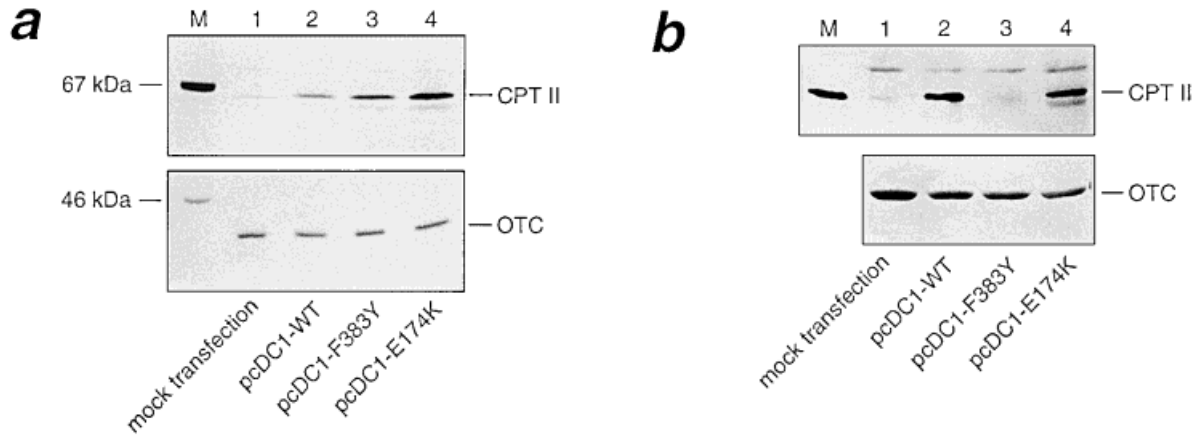 a
M 1 2 3 4
67 kDa
CPT II
46 kDa
OTC
mock transfection
pcDC1-WT
pcDC1-F383Y
pcDC1-E174K
b
M 1 2 3 4
CPT II
OTC
mock transfection
pcDC1-WT
pcDC1-F383Y
pcDC1-E174K